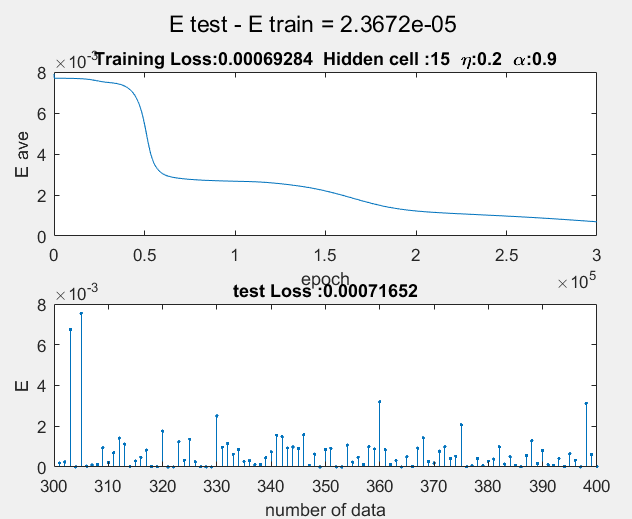 E test - E train = 2.3672e-05
×10-3
Training Loss:0.00069284 Hidden cell :15 η:0.2 α:0.9
8
6
4
2
0
E ave
0 0.5 1 1.5 2 2.5 3
epoch
×10^5
×10^-3
test Loss :0.00071652
8
6
4
2
0
E
300 310 320 330 340 350 360 370 380 390 400
number of data